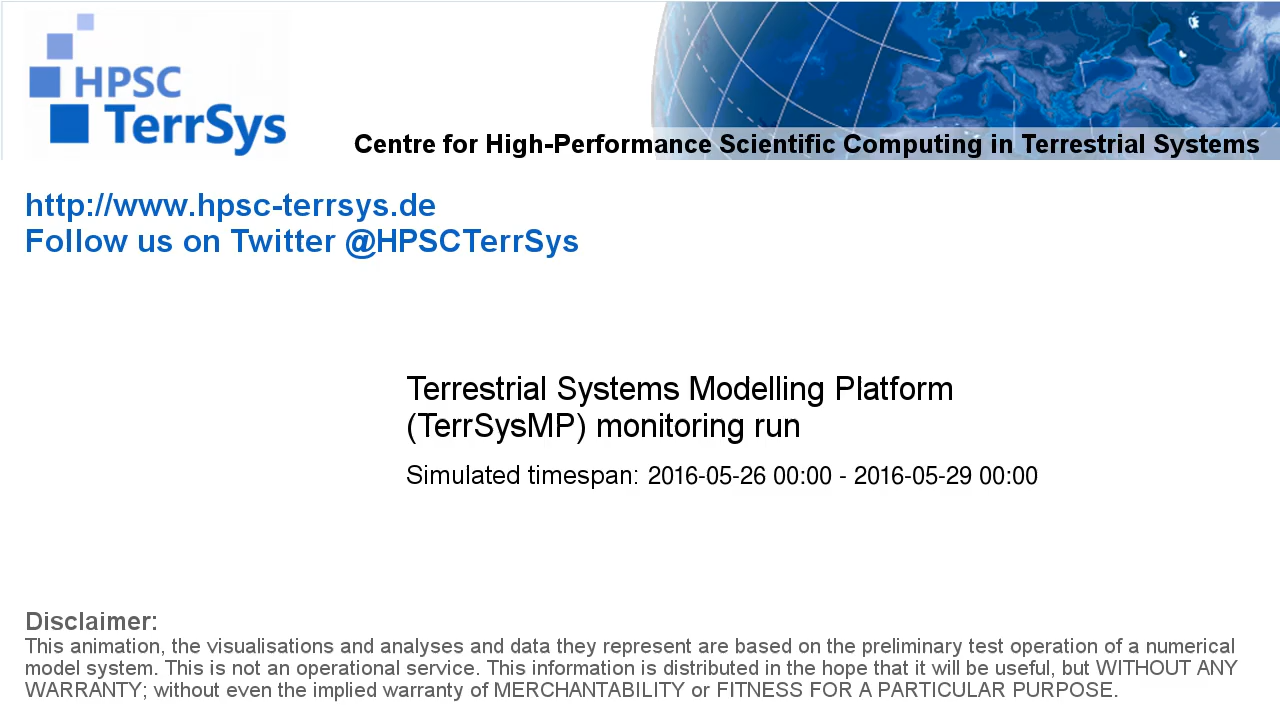 HPSC
TerrSys
Centre for High-Performance Scientific Computing in Terrestrial Systems
http://www.hpsc-terrsys.de
Follow us on Twitter @HPSCTerrSys
Terrestrial Systems Modelling Platform
(TerrSysMP) monitoring run
Simulated timespan: 2016-05-26 00:00 - 2016-05-29 00:00
Disclaimer:
This animation, the visualisations and analyses and data they represent are based on the preliminary test operation of a numerical
model system. This is not an operational service. This information is distributed in the hope that it will be useful, but WITHOUT ANY
WARRANTY; without even the implied warranty of MERCHANTABILITY or FITNESS FOR A PARTICULAR PURPOSE.